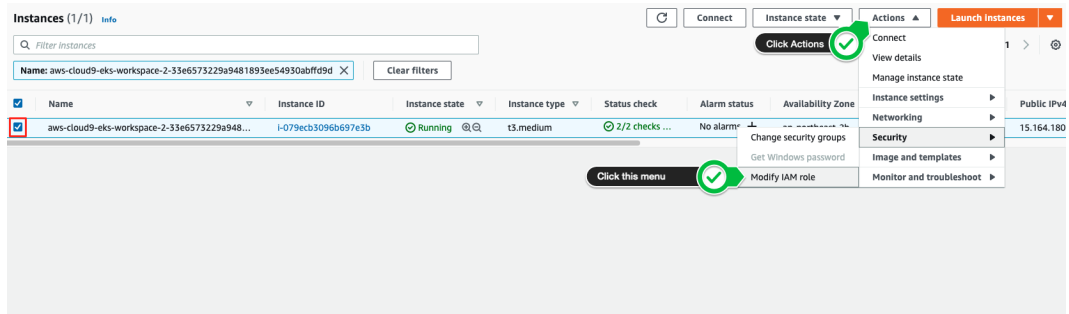 Instances (1/1) Info
Connect
Instance state
Actions
Launch instances
Filter instances
Click Actions
Connect
1
Name: aws-cloud9-eks-workspace-2-33e6573229a9481893ee54930abffd9d
Clear filters
View details
Manage instance state
Name
Instance ID
Instance state
Instance type
Status check
Alarm status
Availability Zone
Instance settings
Public IPv4
Networking
aws-cloud9-eks-workspace-2-33e6573229a948...
i-079ecb3096b697e3b
Running
t3.medium
2/2 checks ...
No alarms
15.164.180
Change security groups
Security
Get Windows password
Image and templates
Click this menu
Modify IAM role
Monitor and troubleshoot